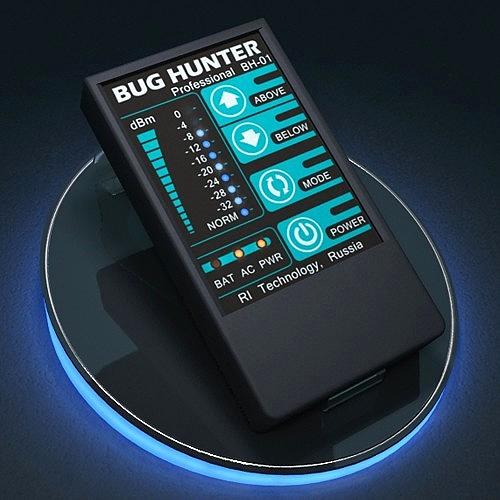 BUG HUNTER
Professional BH-01
dBm
0
-4
-8
-12
-16
-20
-24
-28
-32
NORM
ABOVE
BELOW
MODE
POWER
BAT AC PWR
RI Technology, Russia